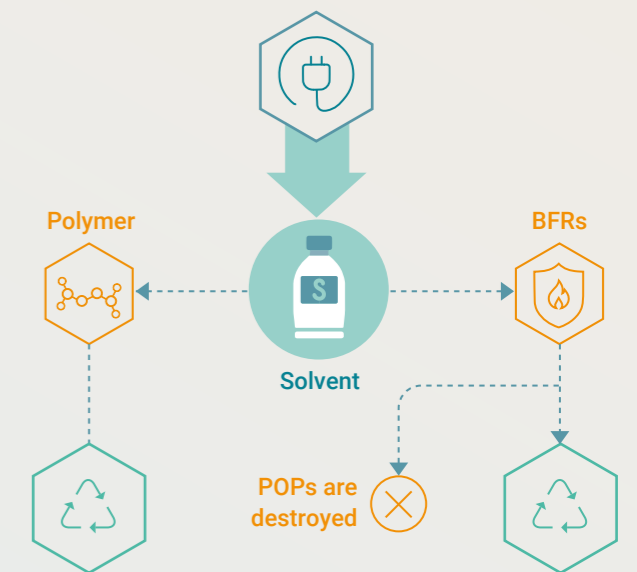 Polymer
BFRs
S
Solvent
POPs are
destroyed